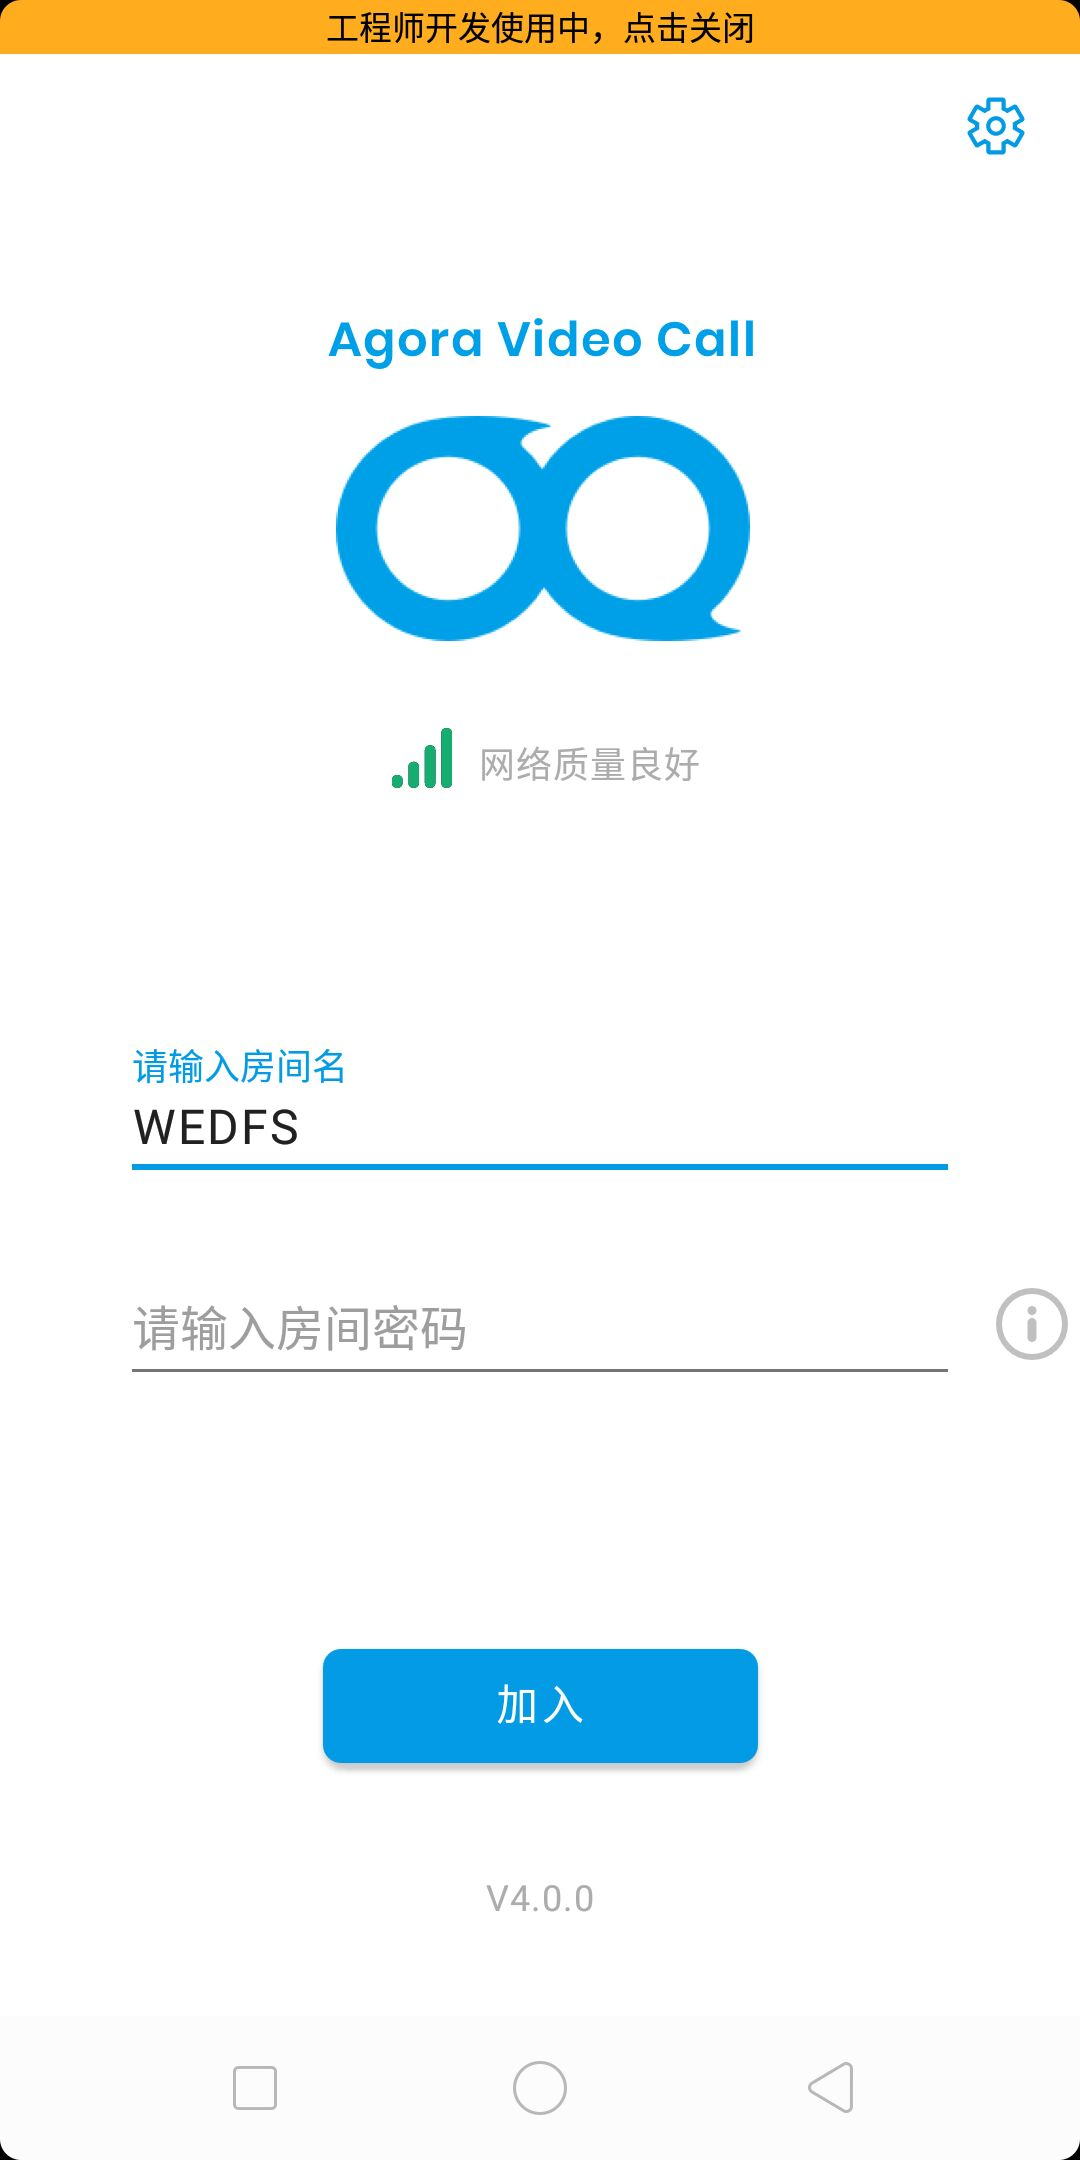 工程师开发使用中，点击关闭
Agora Video Call
网络质量良好
请输入房间名
WEDFS
请输入房间密码
加入
V4.0.0